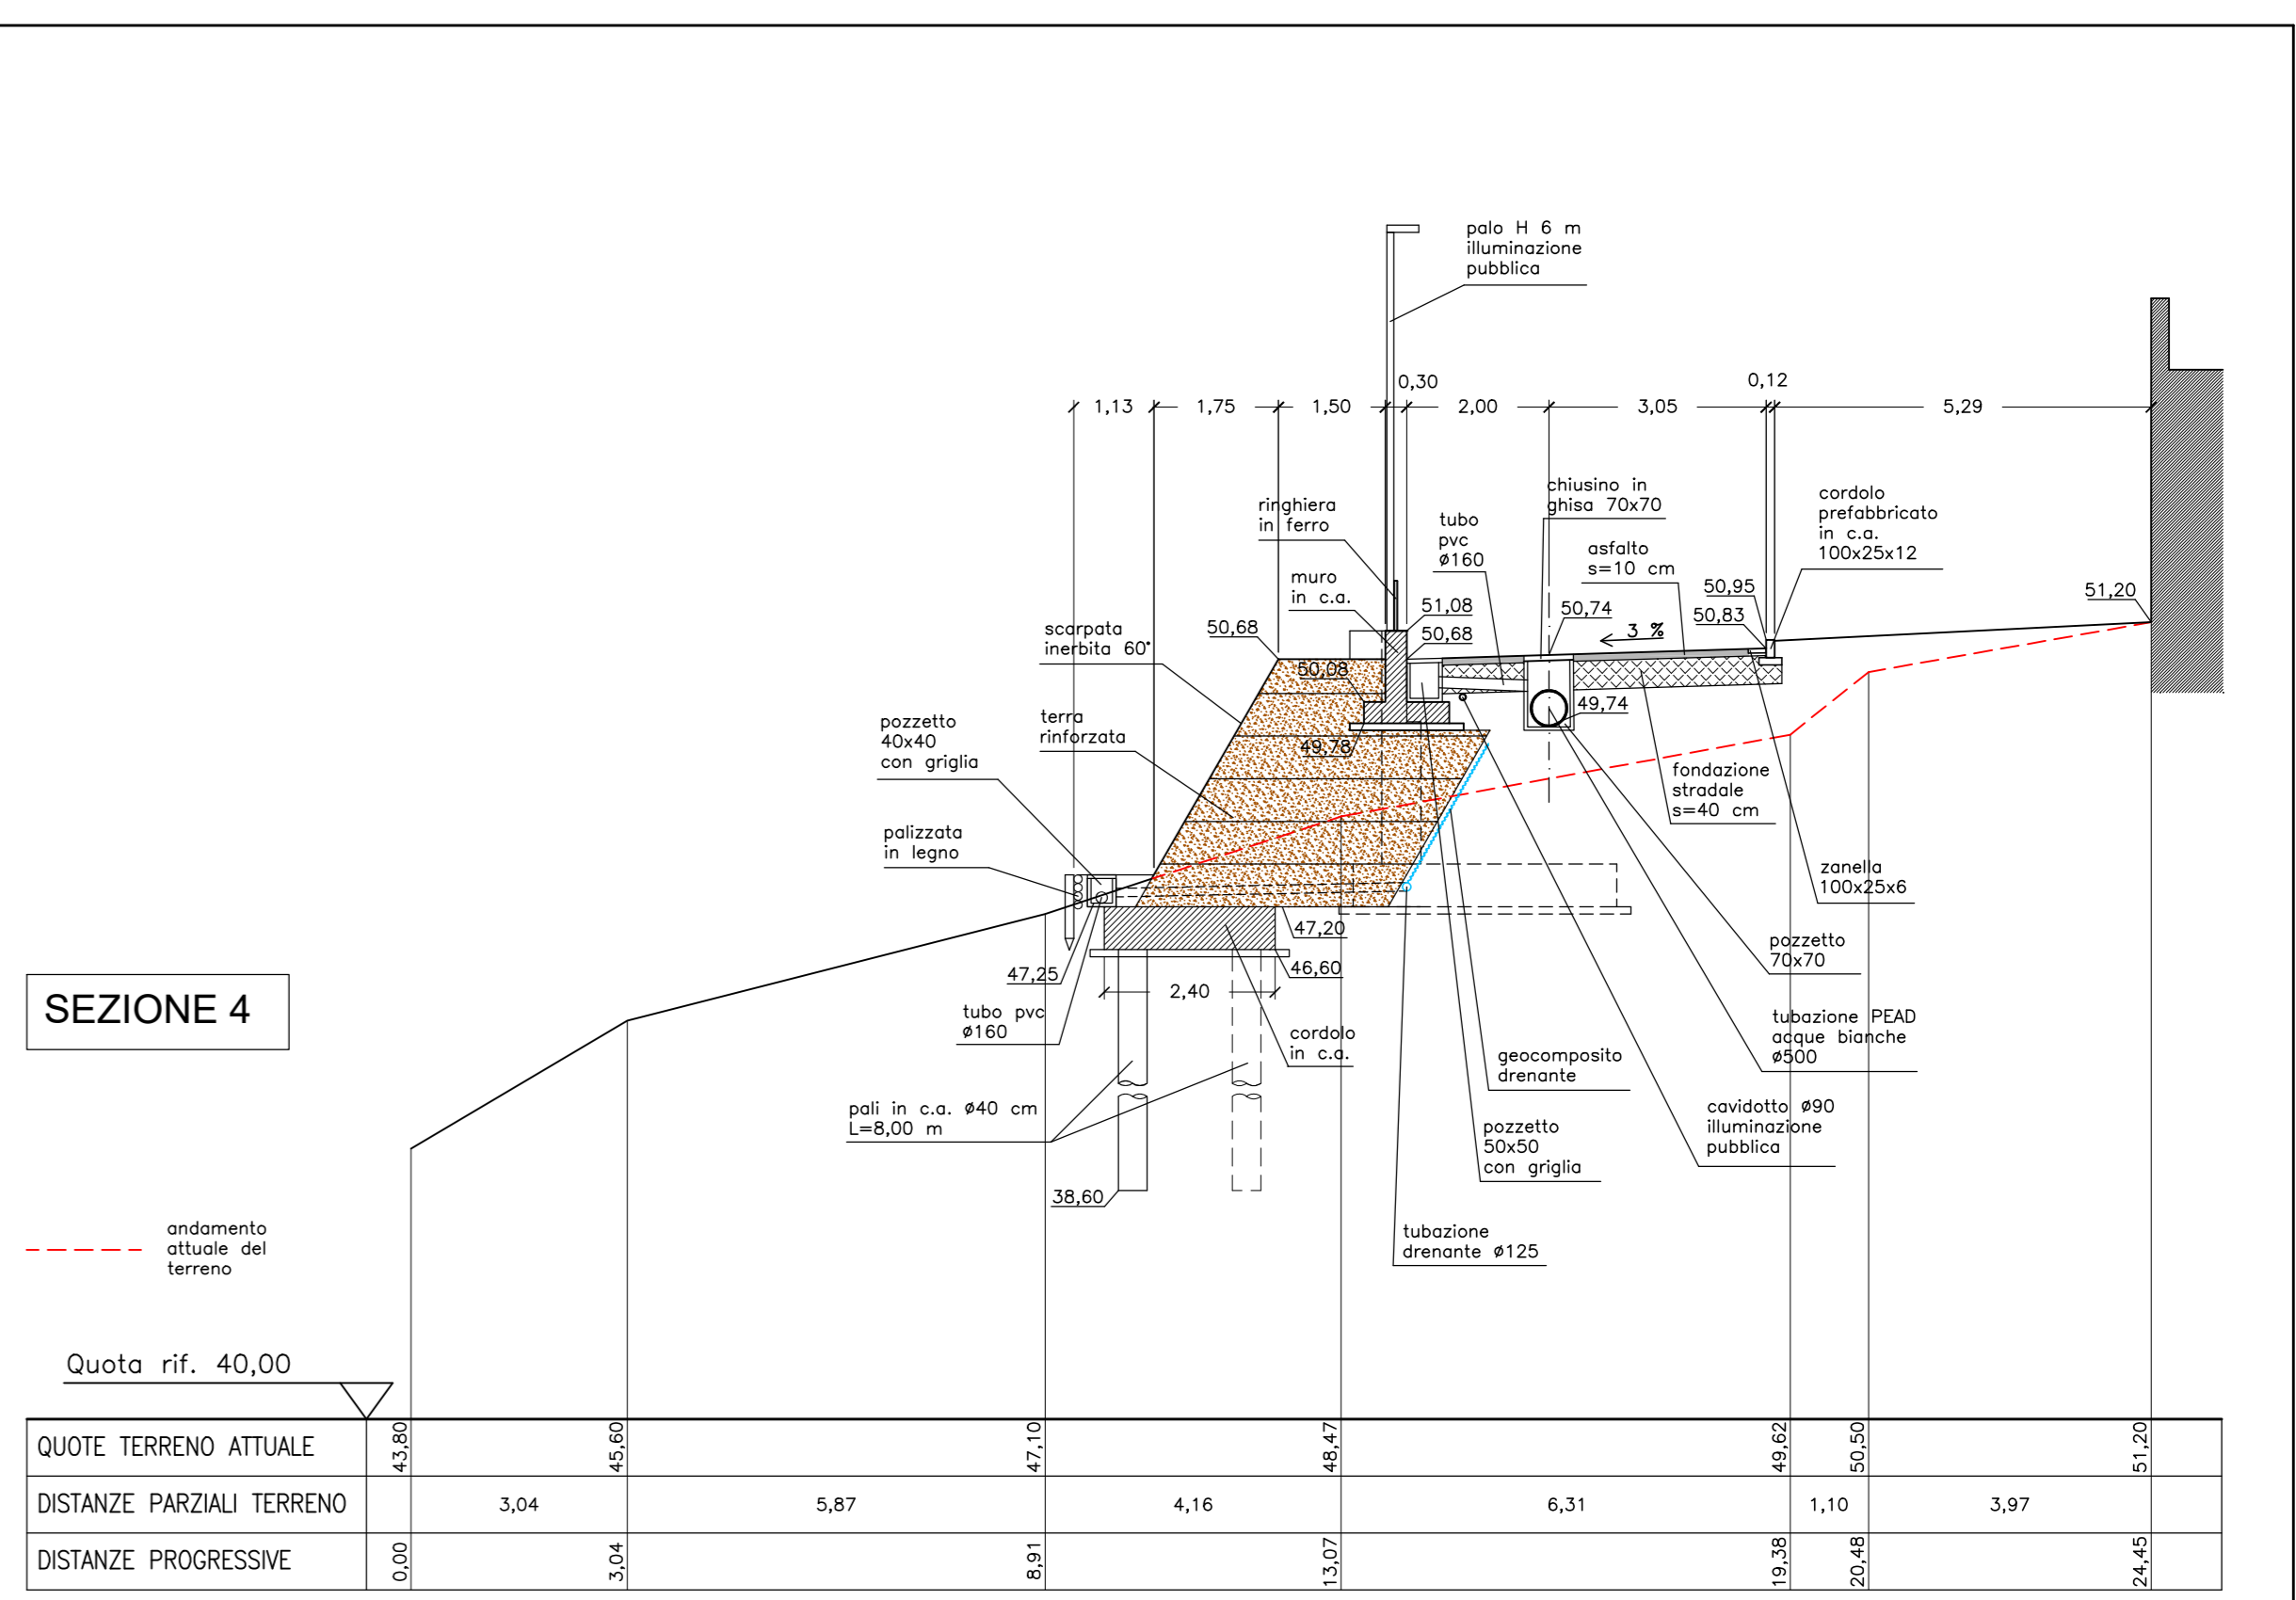 palo H 6 m
illuminazione
pubblica
0,30
0,12
1,13
1,75
1,50
2,00
3,05
5,29
chiusino in
ghisa 70x70
cordolo
prefabbricato
in c.a.
100x25x12
ringhiera
in ferro
tubo
pvc
ø160
asfalto
s=10 cm
muro
in c.a.
50,95
51,20
51,08
50,74
50,83
scarpata
inerbita 60°
50,68
50,68
3 %
50,08
terra
rinforzata
49,74
pozzetto
40x40
con griglia
49,78
fondazione
stradale
s=40 cm
palizzata
in legno
zanella
100x25x6
47,20
pozzetto
70x70
47,25
46,60
2,40
SEZIONE 4
tubo pvc
ø160
tubazione PEAD
acque bianche
ø500
cordolo
in c.a.
geocomposito
drenante
pali in c.a. ø40 cm
L=8,00 m
cavidotto ø90
illuminazione
pubblica
pozzetto
50x50
con griglia
38,60
andamento
attuale del
terreno
tubazione
drenante ø125
Quota rif. 40,00
QUOTE TERRENO ATTUALE 43,80 45,60 47,10 48,47 49,62 50,50 51,20
DISTANZE PARZIALI TERRENO 3,04 5,87 4,16 6,31 1,10 3,97
DISTANZE PROGRESSIVE 0,00 3,04 8,91 13,07 19,38 20,48 24,45